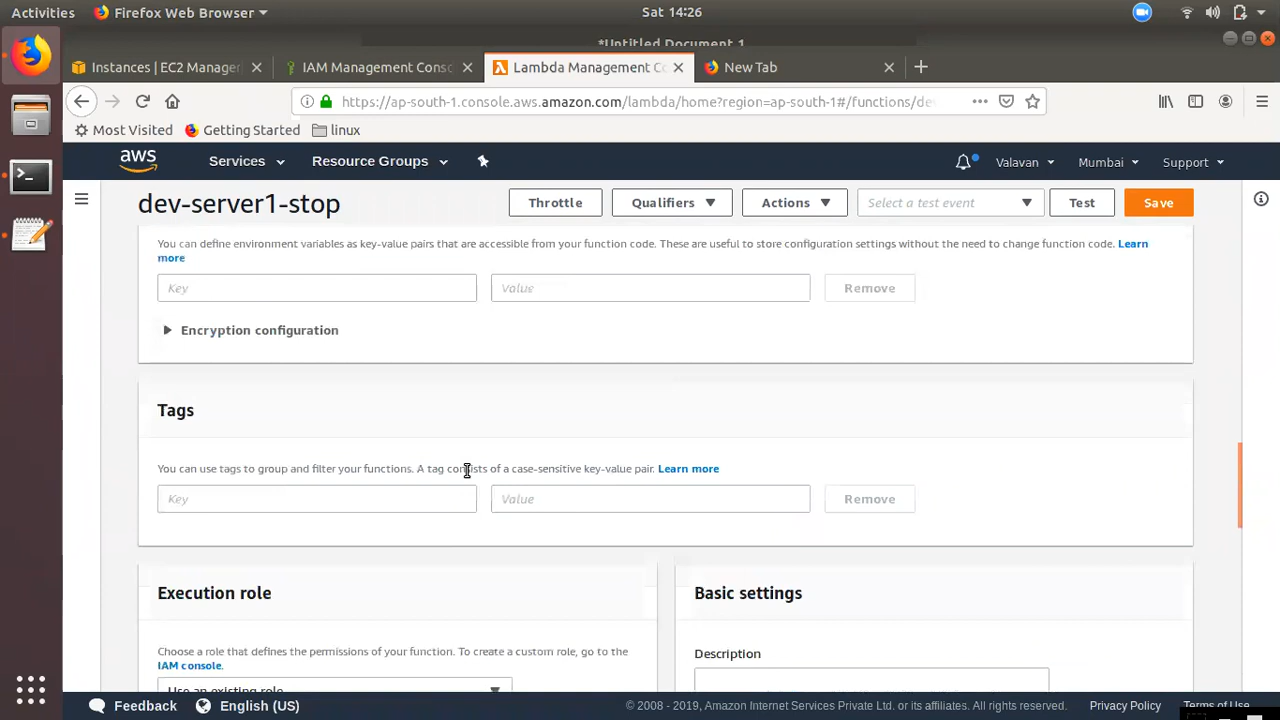 Activities Firefox Web Browser Sat 14:26
*Untitled Document 1
Instances | EC2 Manager IAM Management Conso Lambda Management Co New Tab
https://ap-south-1.console.aws.amazon.com/lambda/home?region=ap-south-1#/functions/de
Most Visited Getting Started linux
aws Services Resource Groups Valavan Mumbai Support
dev-server1-stop Throttle Qualifiers Actions Select a test event Test Save
You can define environment variables as key-value pairs that are accessible from your function code. These are useful to store configuration settings without the need to change function code. Learn
more
Key Value Remove
Encryption configuration
Tags
You can use tags to group and filter your functions. A tag consists of a case-sensitive key-value pair. Learn more
Key Value Remove
Execution role Basic settings
Choose a role that defines the permissions of your function. To create a custom role, go to the
IAM console.
Description
Use an existing role
Feedback English (US) © 2008 - 2019, Amazon Internet Services Private Ltd. or its affiliates. All rights reserved. Privacy Policy Terms of Use